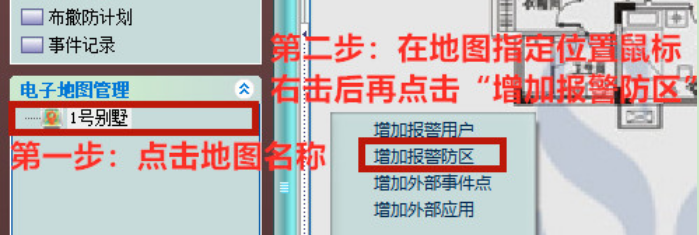 布撤防计划
事件记录
电子地图管理
1号别墅
第一步：点击地图名称
第二步：在地图指定位置鼠标
右击后再点击“增加报警防区”
增加报警用户
增加报警防区
增加外部事件点
增加外部应用